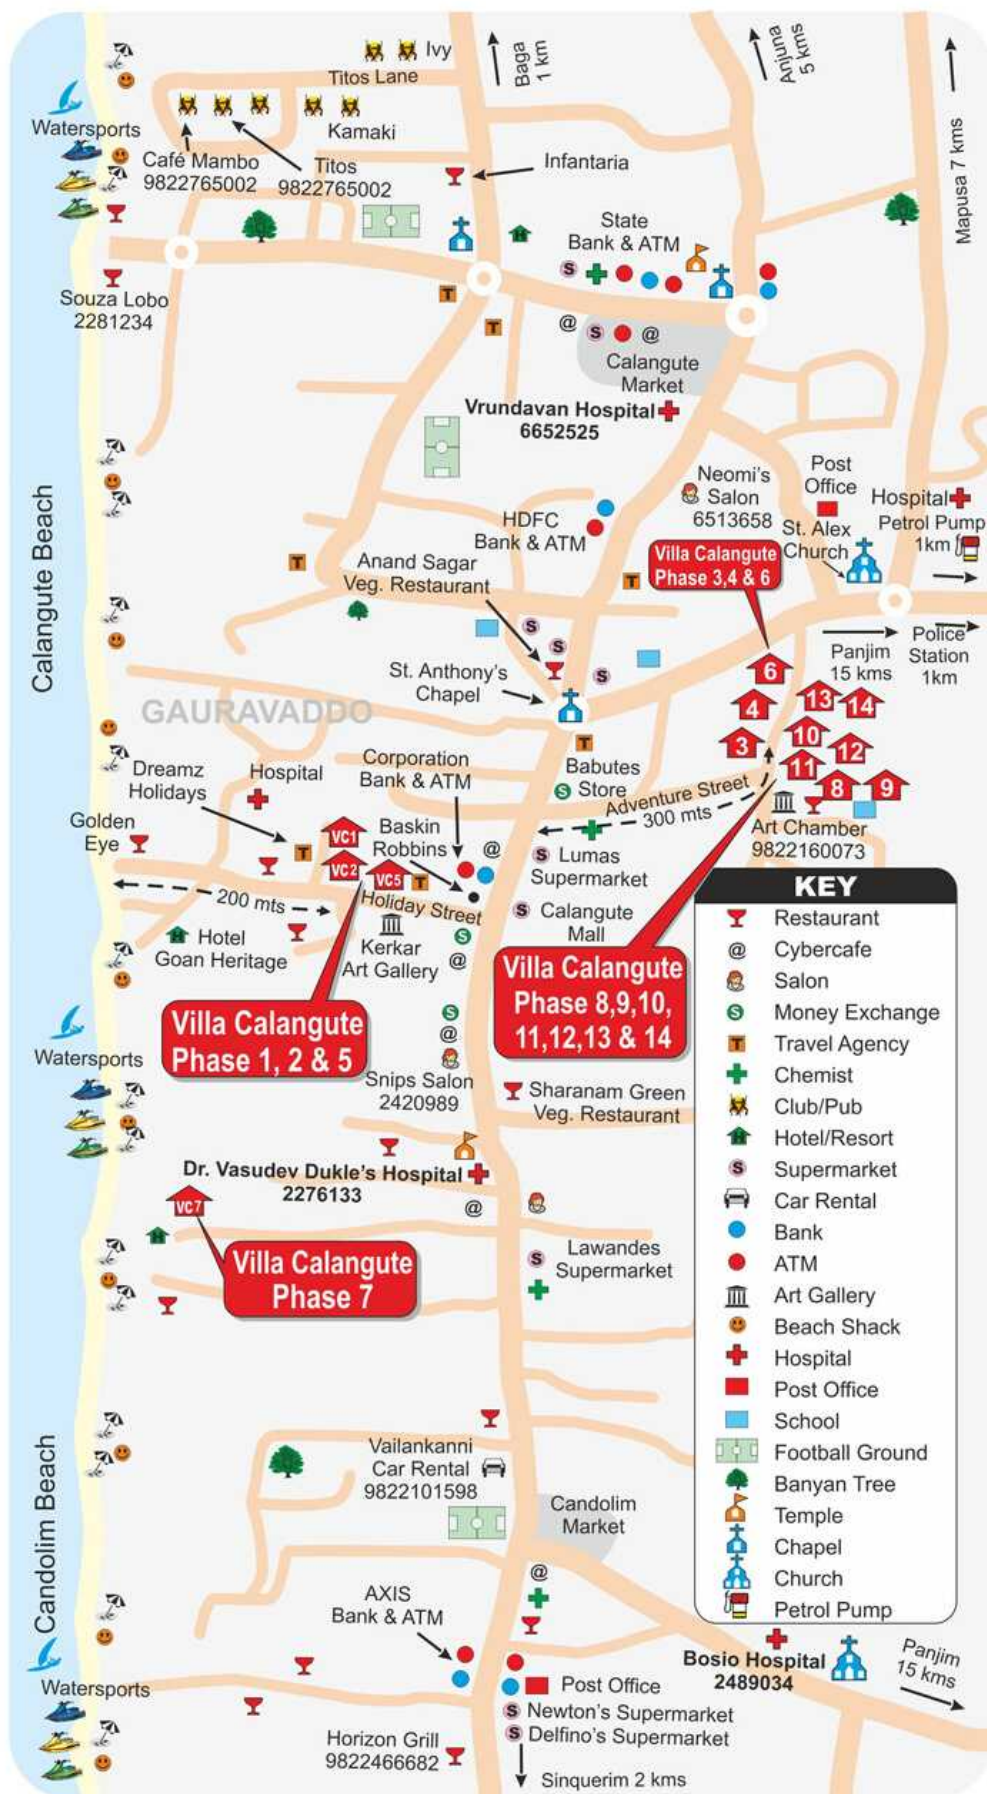 Ivy
Titos Lane
Baga
1 km
Anjuna
5 kms
Mapusa 7 kms
Watersports
Kamaki
Café Mambo
9822765002
Titos
9822765002
Infantaria
H
State
Bank & ATM
S
T
Souza Lobo
2281234
T
@ S @
Calangute
Market
Vrundavan Hospital
6652525
Calangute Beach
Neomi's
Salon
6513658
Post
Office
Hospital
Petrol Pump
1km
St. Alex
Church
HDFC
Bank & ATM
T
Anand Sagar
Veg. Restaurant
Villa Calangute
Phase 3,4 & 6
T
S
S
S
St. Anthony's
Chapel
Panjim
15 kms
Police
Station
1km
6
4
3
13
14
10
12
11
8
9
GAURAVADDO
T
Babutes
Store
S
Adventure Street
300 mts
Art Chamber
9822160073
Corporation
Bank & ATM
Dreamz
Holidays
Hospital
Golden
Eye
T
VC1
VC2
VC5
T
Baskin
Robbins
@
S
Lumas
Supermarket
200 mts
Holiday Street
S
Calangute
Mall
H
Hotel
Goan Heritage
Kerkar
Art Gallery
S
@
Villa Calangute
Phase 1, 2 & 5
Villa Calangute
Phase 8,9,10,
11,12,13 & 14
S
@
Watersports
Snips Salon
2420989
Sharanam Green
Veg. Restaurant
Dr. Vasudev Dukle's Hospital
2276133
@
VC7
H
Villa Calangute
Phase 7
S
Lawandes
Supermarket
Candolim Beach
Vailankanni
Car Rental
9822101598
Candolim
Market
@
AXIS
Bank & ATM
Watersports
Post Office
S
Newton's Supermarket
S
Delfino's Supermarket
Horizon Grill
9822466682
Sinquerim 2 kms
Bosio Hospital
2489034
Panjim
15 kms
KEY
Restaurant
@ Cybercafe
Salon
S Money Exchange
T Travel Agency
Chemist
Club/Pub
H Hotel/Resort
S Supermarket
Car Rental
Bank
ATM
Art Gallery
Beach Shack
Hospital
Post Office
School
Football Ground
Banyan Tree
Temple
Chapel
Church
Petrol Pump